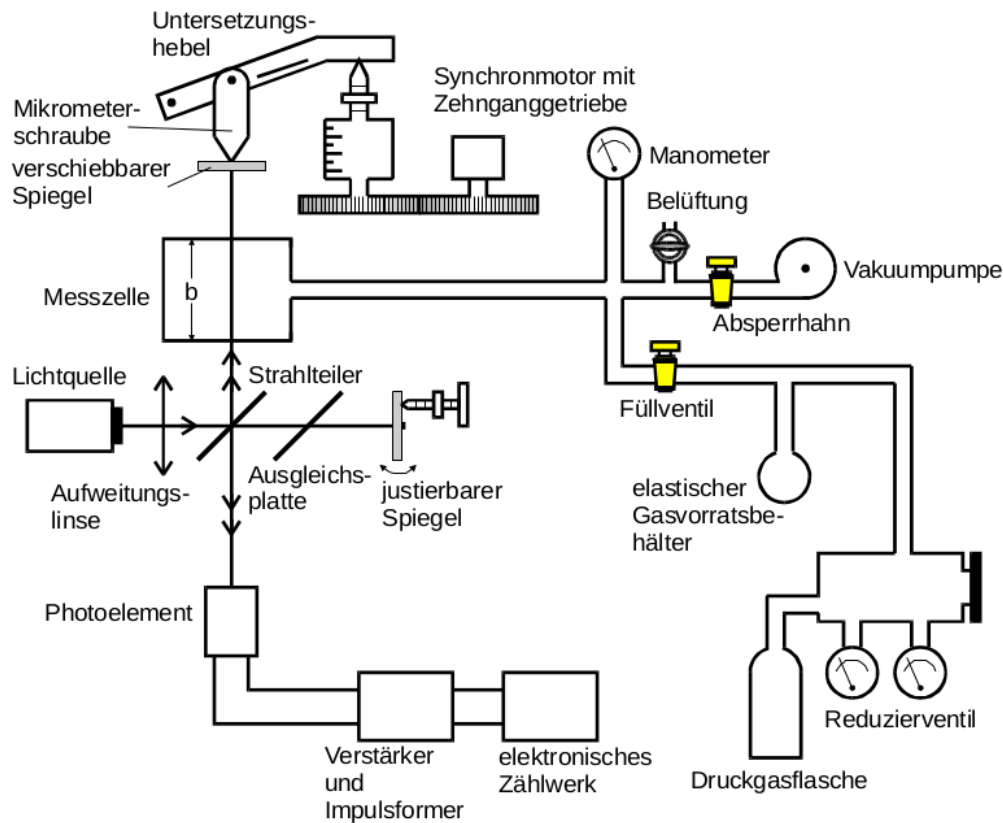 Untersetzungs-
hebel
Mikrometer-
schraube
verschiebbarer
Spiegel
Synchronmotor mit
Zehnganggetriebe
Manometer
Belüftung
Vakuumpumpe
Absperrhahn
Messzelle
b
Lichtquelle
Strahlteiler
Füllventil
Aufweitungs-
linse
Ausgleichs-
platte
justierbarer
Spiegel
elastischer
Gasvorratsbe-
hälter
Photoelement
Reduzierventil
Verstärker
und
Impulsformer
elektronisches
Zählwerk
Druckgasflasche